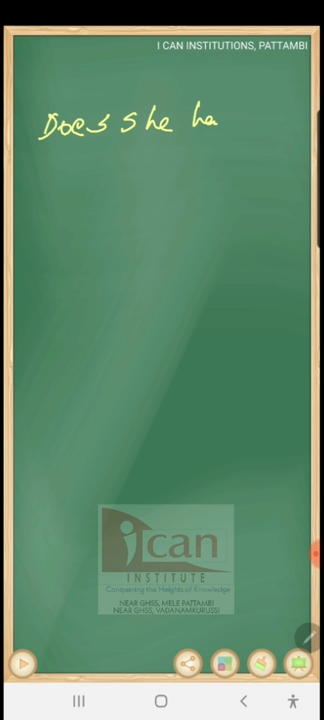 I CAN INSTITUTIONS, PATTAMBI
Does she ha
ican
INSTITUTE
Conquering the Heights of Knowledge
NEAR GHSS, MELE PATTAMBI
NEAR GHSS, VADANAMKURUSSI